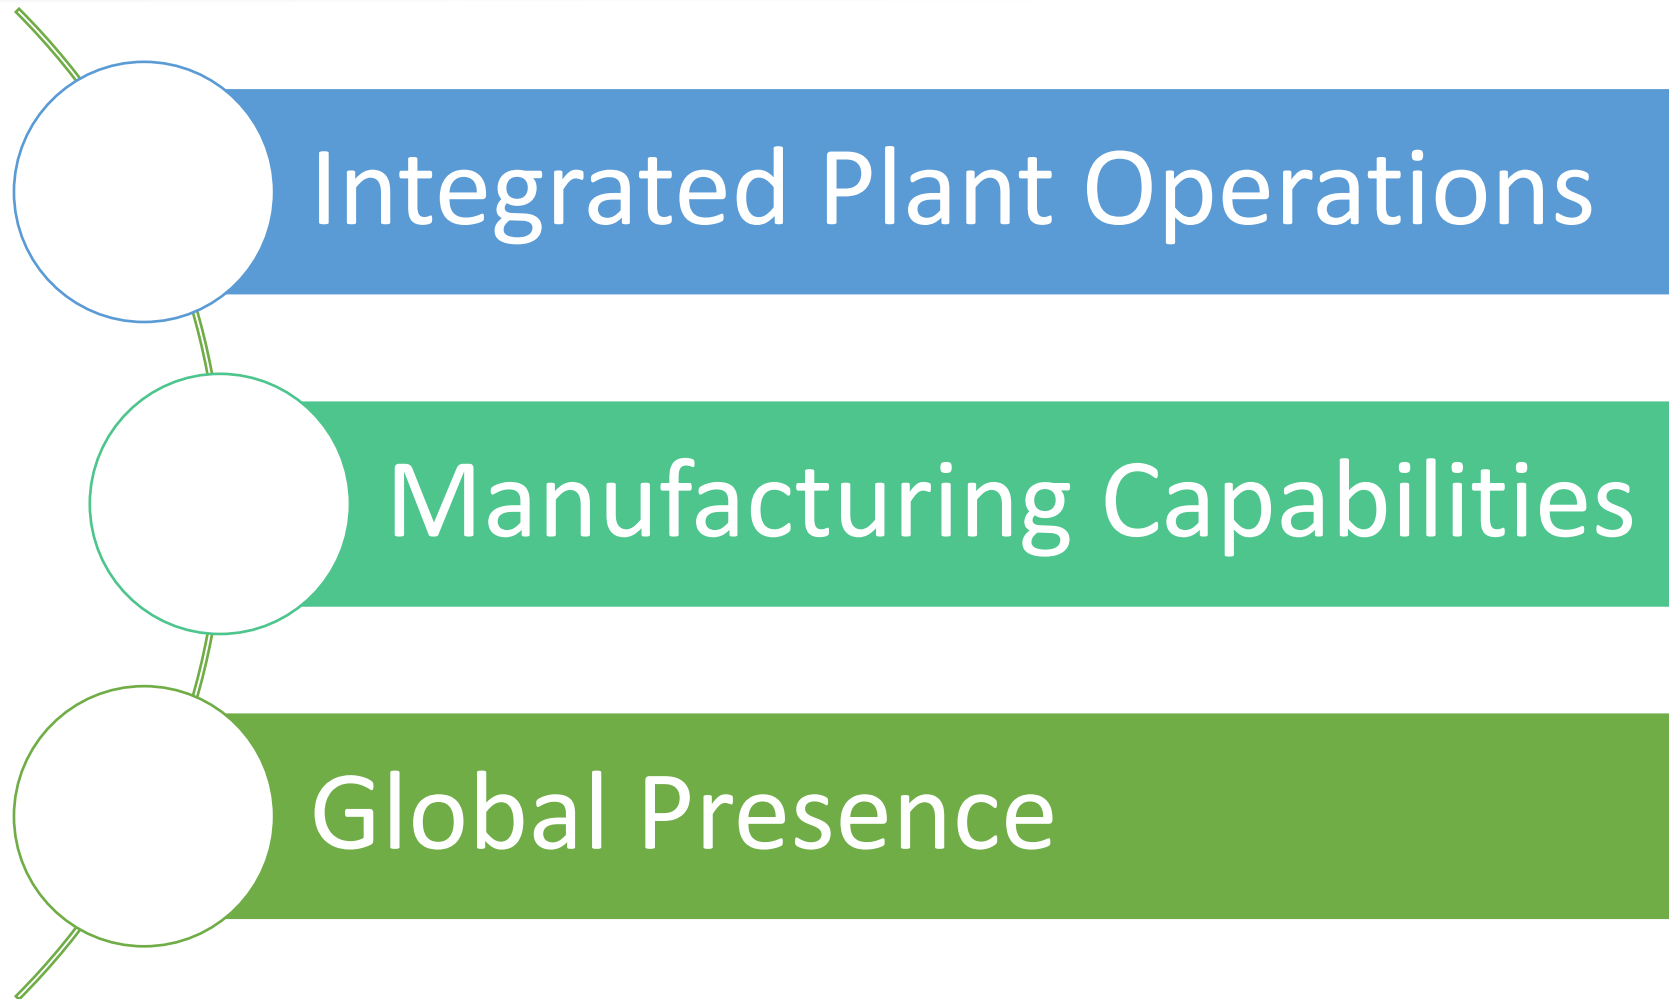 Integrated Plant Operations
Manufacturing Capabilities
Global Presence